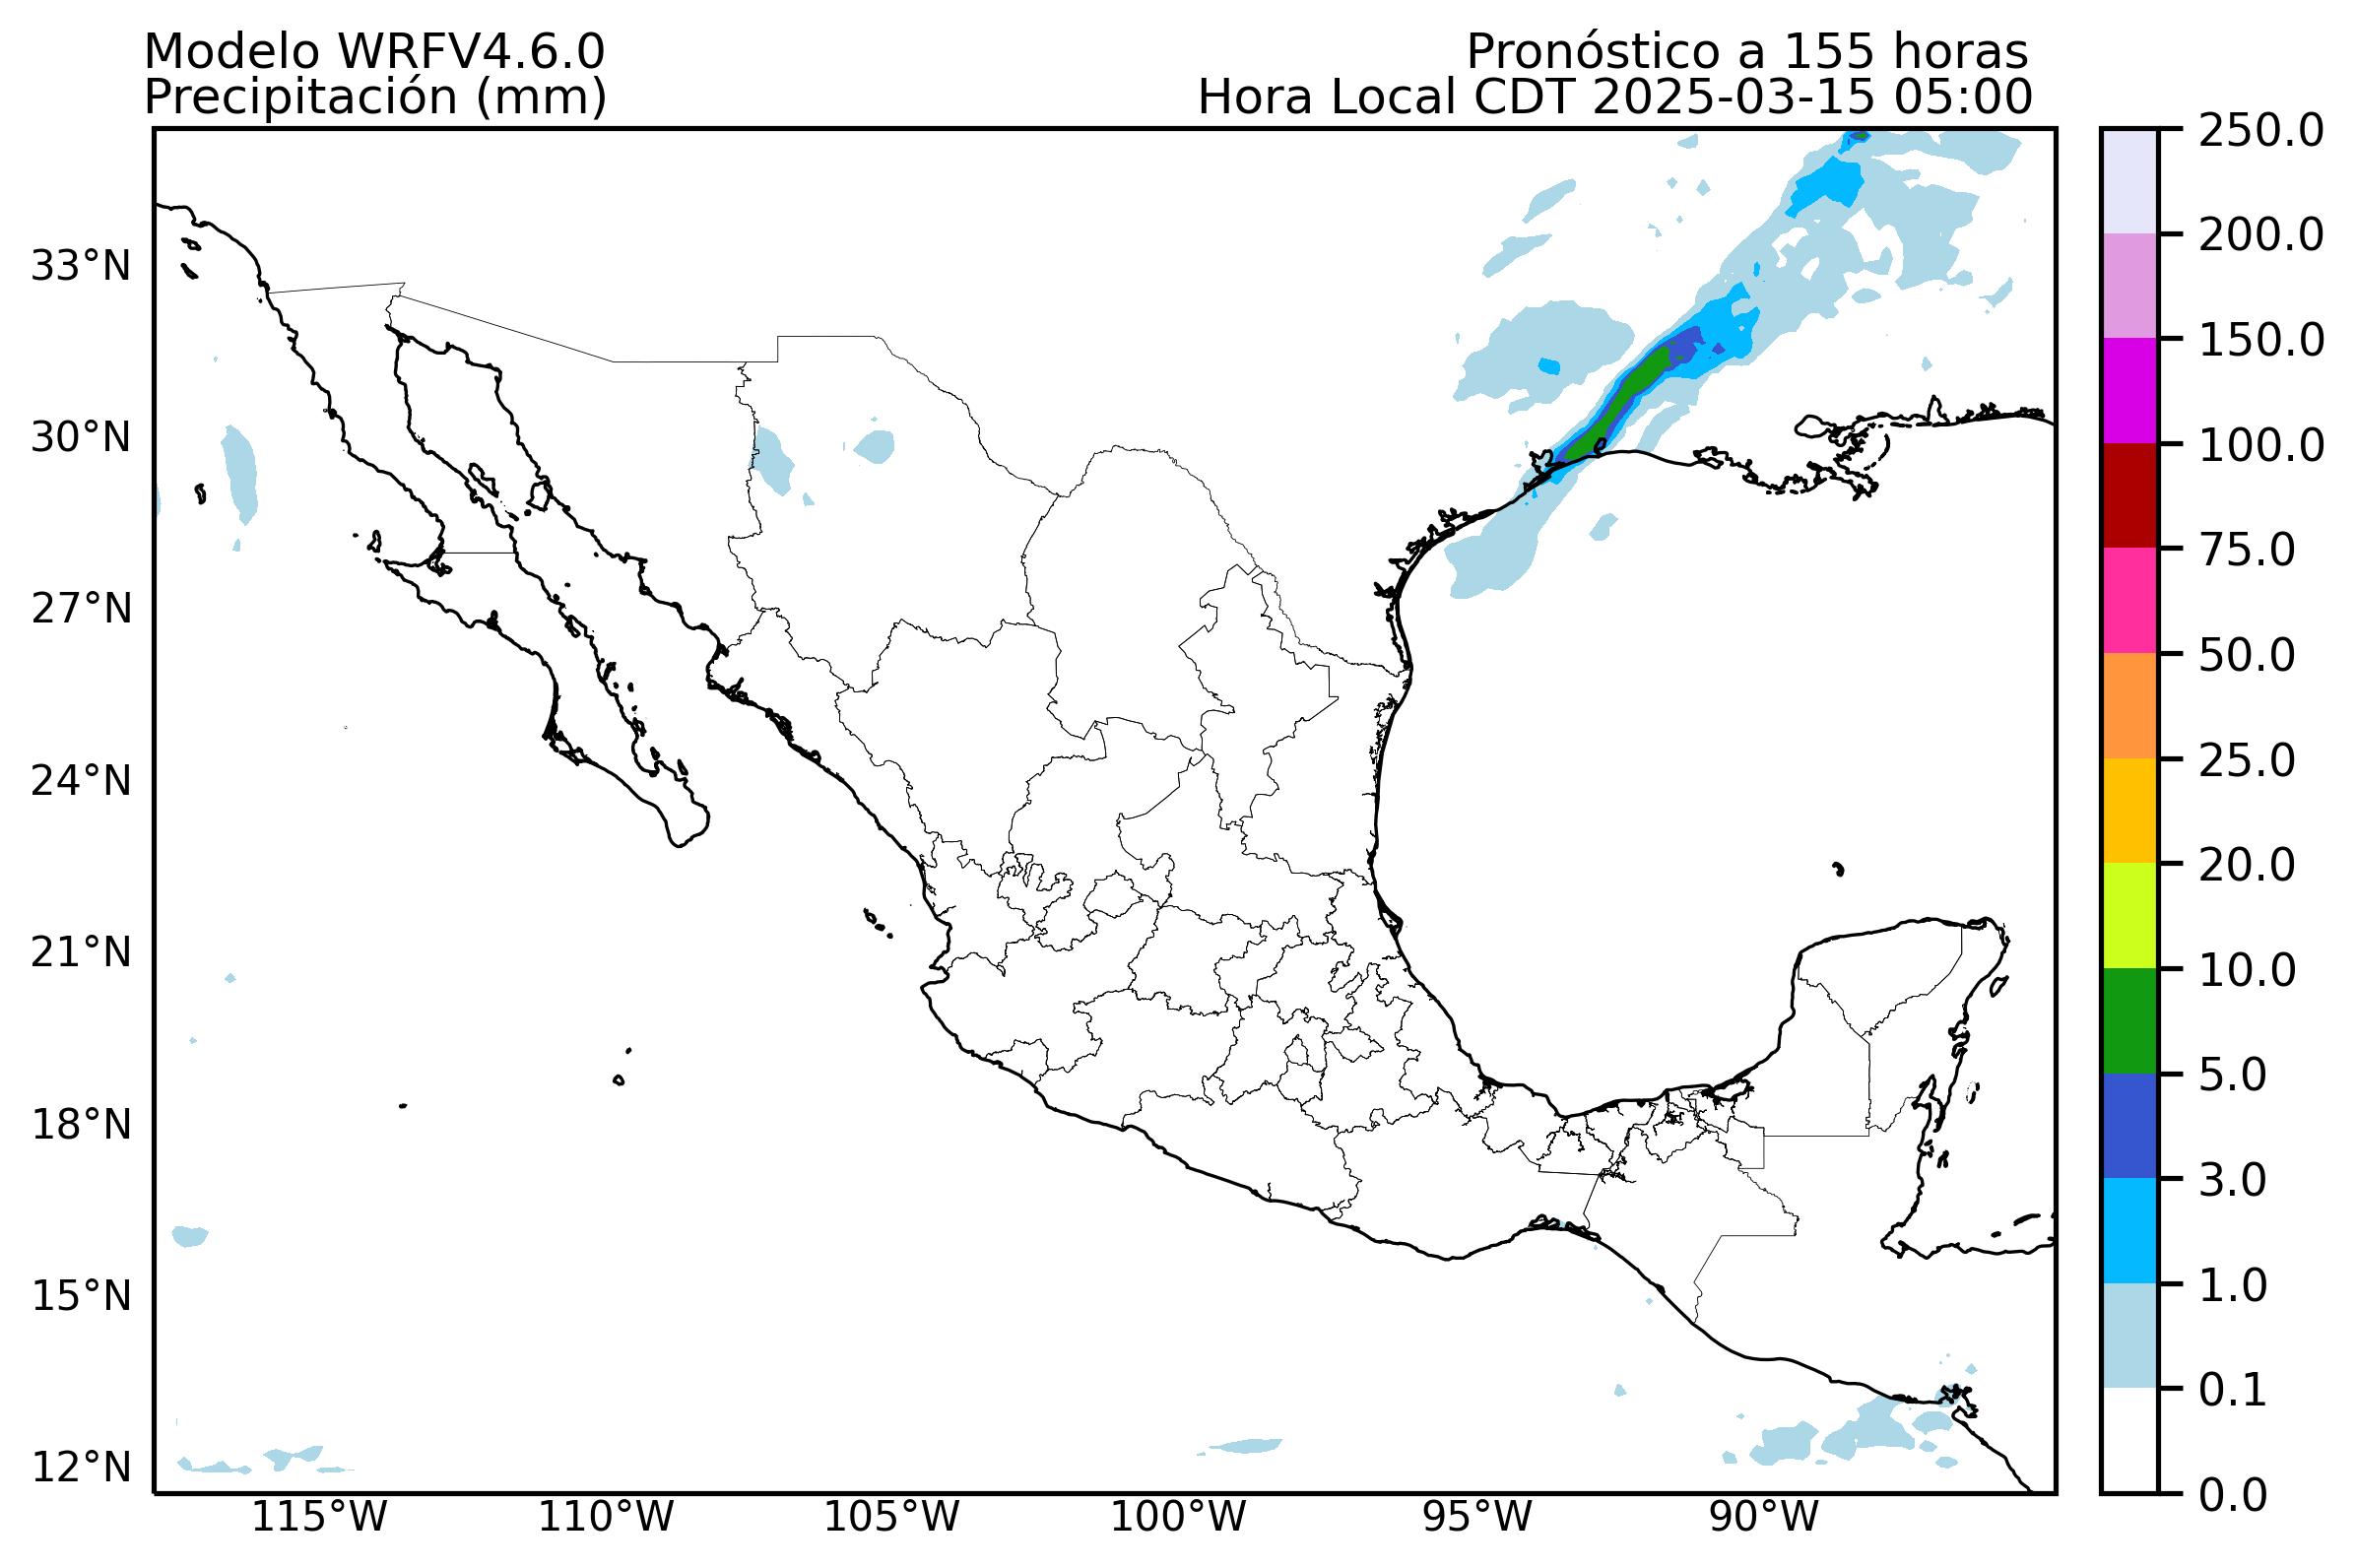 Modelo WRFV4.6.0
Precipitación (mm)
Pronóstico a 155 horas
Hora Local CDT 2025-03-15 05:00
33°N
30°N
27°N
24°N
21°N
18°N
15°N
12°N
115°W
110°W
105°W
100°W
95°W
90°W
250.0
200.0
150.0
100.0
75.0
50.0
25.0
20.0
10.0
5.0
3.0
1.0
0.1
0.0